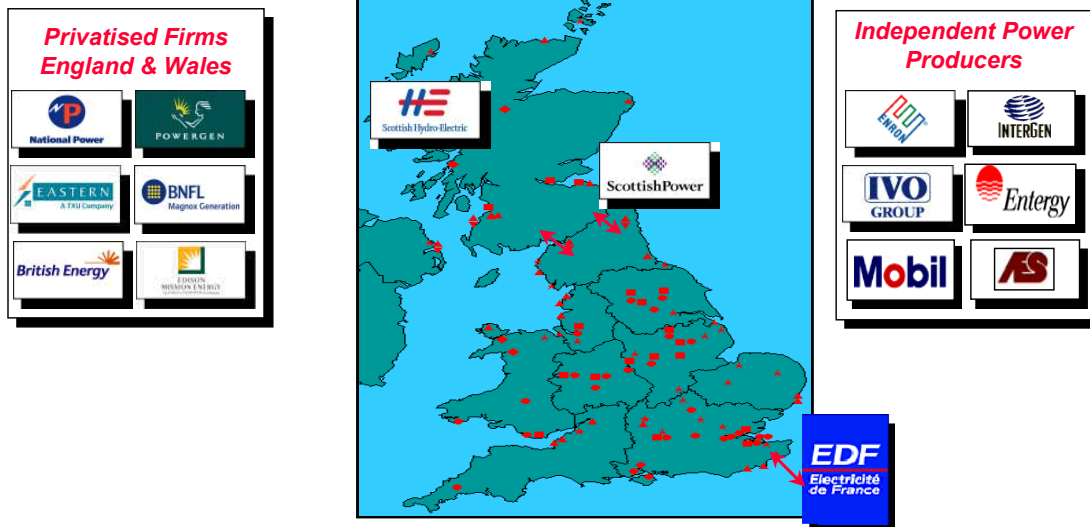 Privatised Firms
England & Wales
National Power
POWERGEN
EASTERN
A TXU Company
BNFL
Magnox Generation
British Energy
EDISON
MISSION ENERGY
Scottish Hydro-Electric
ScottishPower
EDF
Electricité
de France
Independent Power
Producers
ENRON
INTERGEN
IVO
GROUP
Entergy
Mobil
AES